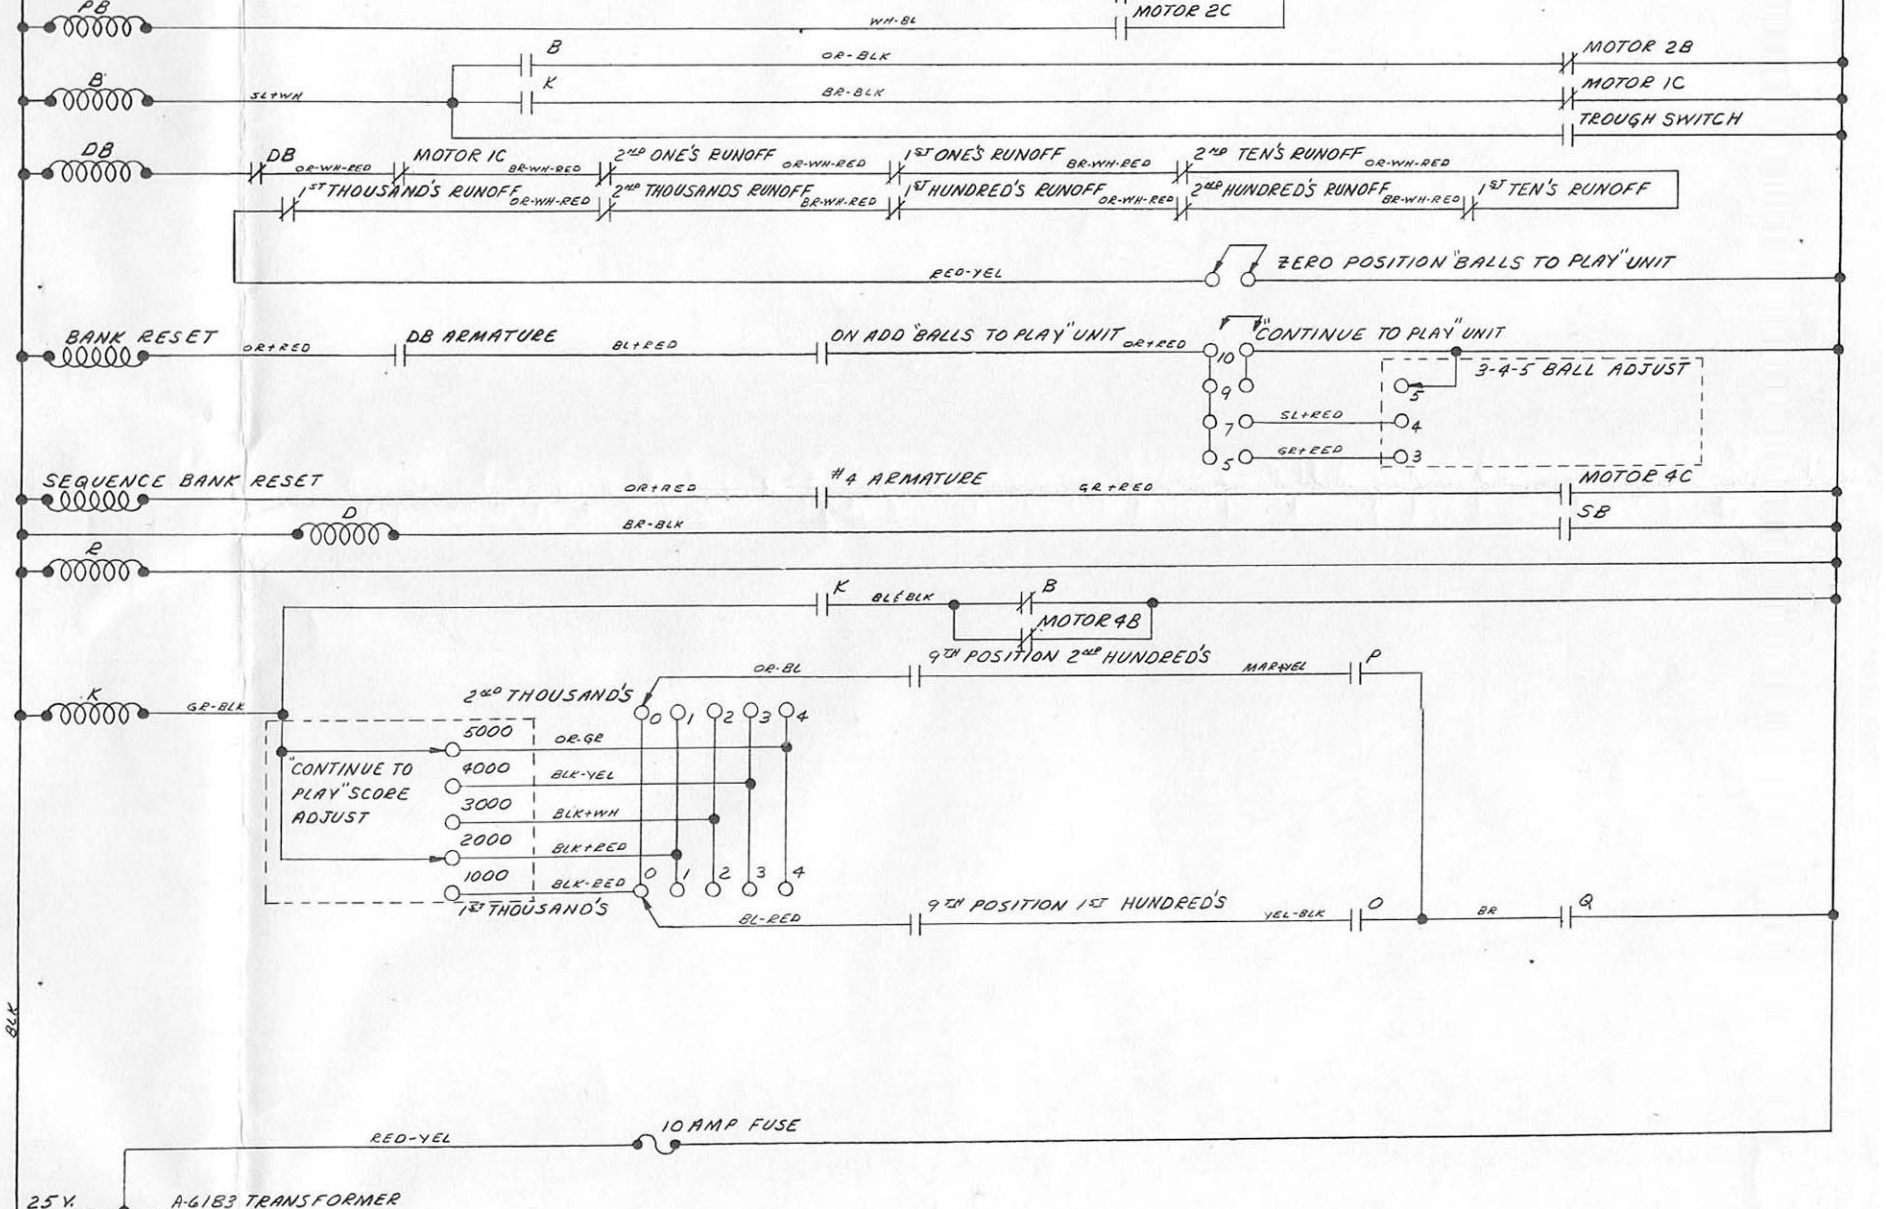 PB
WH-BL
MOTOR 2C
B
OR-BLK
MOTOR 2B
B
SL+WH
K
BR-BLK
MOTOR 1C
TROUGH SWITCH
DB
DB
OR-WH-RED
MOTOR 1C
BR-WH-RED
2ND ONE'S RUNOFF
OR-WH-RED
1ST ONE'S RUNOFF
BR-WH-RED
2ND TEN'S RUNOFF
OR-WH-RED
1ST THOUSAND'S RUNOFF
OR-WH-RED
2ND THOUSANDS RUNOFF
BR-WH-RED
1ST HUNDRED'S RUNOFF
OR-WH-RED
2ND HUNDRED'S RUNOFF
BR-WH-RED
1ST TEN'S RUNOFF
RED-YEL
ZERO POSITION "BALLS TO PLAY" UNIT
BANK RESET
OR+RED
DB ARMATURE
BL+RED
ON ADD "BALLS TO PLAY" UNIT
OR+RED
"CONTINUE TO PLAY" UNIT
10
3-4-5 BALL ADJUST
9
5
7
SL+RED
4
5
GR+RED
3
SEQUENCE BANK RESET
OR+RED
#4 ARMATURE
GR+RED
MOTOR 4C
D
BR-BLK
SB
R
K
BL&BLK
B
MOTOR 4B
OR-BL
9TH POSITION 2ND HUNDRED'S
MAR+YEL
P
K
GR-BLK
2ND THOUSAND'S
0 1 2 3 4
5000
OR-GR
"CONTINUE TO
PLAY" SCORE
ADJUST
4000
BLK-YEL
3000
BLK+WH
2000
BLK+RED
1000
BLK-RED
0 1 2 3 4
1ST THOUSAND'S
BL-RED
9TH POSITION 1ST HUNDRED'S
YEL-BLK
O
BR
Q
BLK
RED-YEL
10 AMP FUSE
25 V.
A-6183 TRANSFORMER